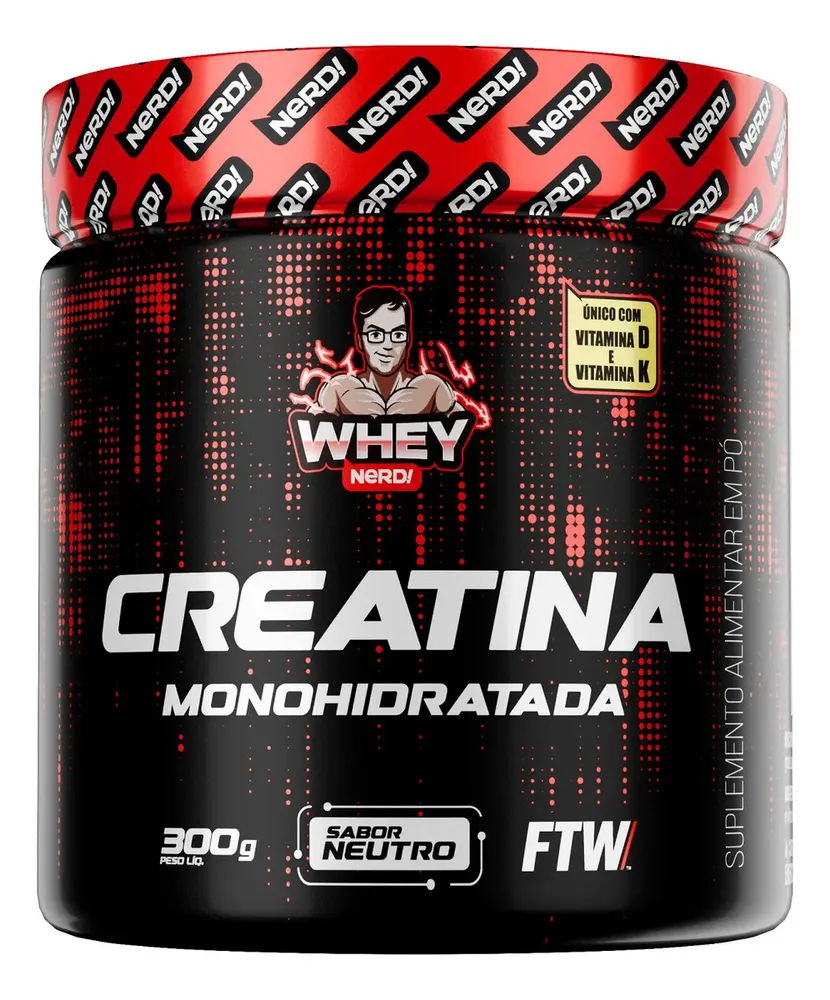 NERD!
ÚNICO COM
VITAMINA D
E
VITAMINA K
WHEY
NERD!
CREATINA
MONOHIDRATADA
300g
PESO LÍQ.
SABOR
NEUTRO
FTW
SUPLEMENTO ALIMENTAR EM PÓ